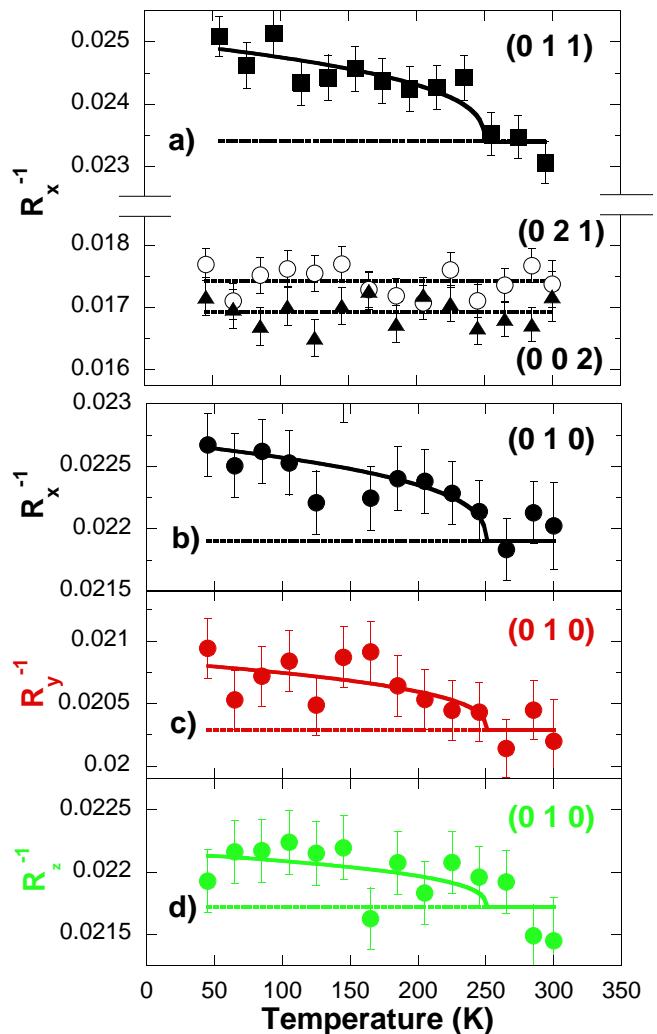 0.025
(0 1 1)
0.024
a)
0.023
R_x^-1
0.018
(0 2 1)
0.017
0.016
(0 0 2)
0.023
(0 1 0)
0.0225
R_x^-1
0.022
b)
0.0215
0.021
(0 1 0)
R_y^-1
0.0205
c)
0.02
0.0225
(0 1 0)
R_z^-1
0.022
0.0215
d)
0 50 100 150 200 250 300 350
Temperature (K)